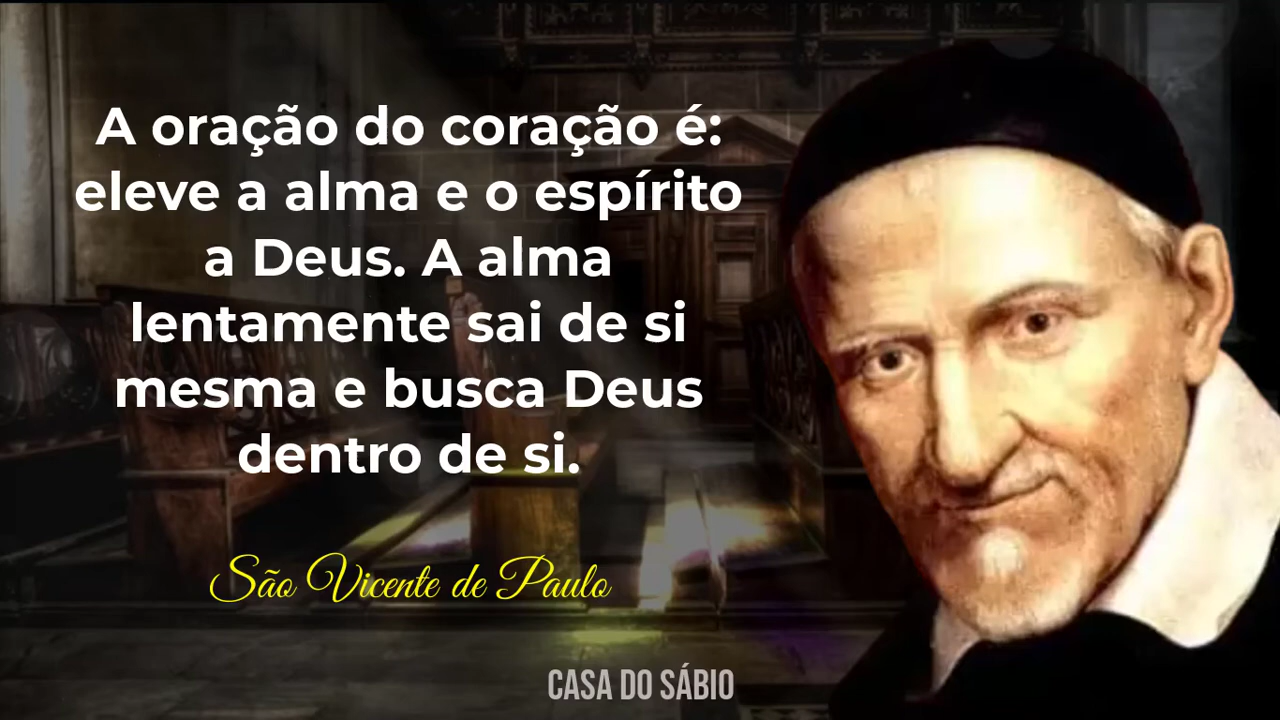 A oração do coração é:
eleve a alma e o espírito
a Deus. A alma
lentamente sai de si
mesma e busca Deus
dentro de si.
São Vicente de Paulo
CASA DO SÁBIO